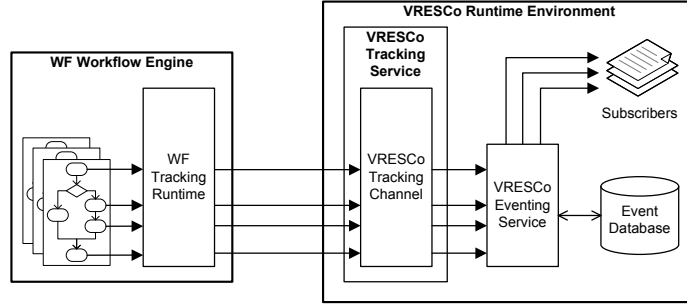 VRESCo Runtime Environment
WF Workflow Engine
VRESCo
Tracking
Service
WF
Tracking
Runtime
VRESCo
Tracking
Channel
VRESCo
Eventing
Service
Subscribers
Event
Database